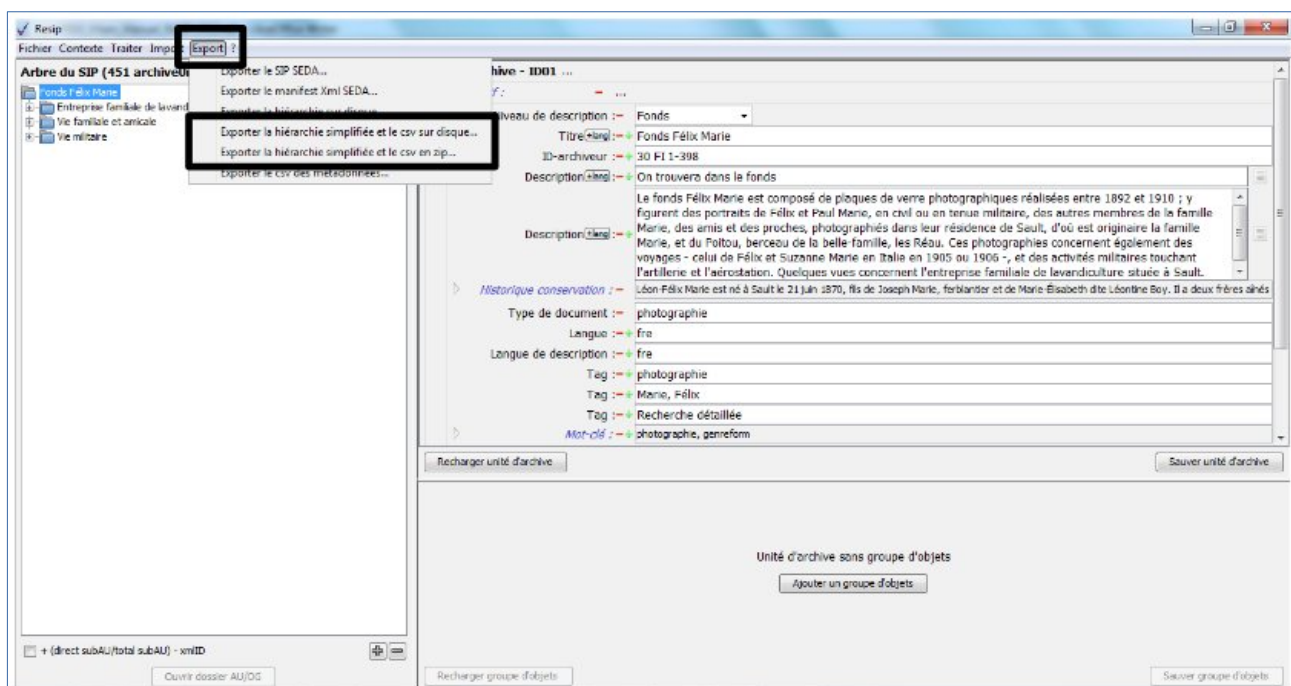 Resip
Fichier Contexte Traiter Import Export ?
Arbre du SIP (451 archiveU
Fonds Félix Marie
Entreprise familiale de lavand
Vie familiale et amicale
Vie militaire
Exporter le SIP SEDA...
Exporter le manifest Xml SEDA...
Exporter la hiérarchie sur disque...
Exporter la hiérarchie simplifiée et le csv sur disque...
Exporter la hiérarchie simplifiée et le csv en zip...
Exporter le csv des métadonnées...
hive - ID01 ...
f : - ...
veau de description :- Fonds
Titre +lang :-+ Fonds Félix Marie
ID-archiveur :-+ 30 FI 1-398
Description +lang :-+ On trouvera dans le fonds
Description +lang :-+
Le fonds Félix Marie est composé de plaques de verre photographiques réalisées entre 1892 et 1910 ; y
figurent des portraits de Félix et Paul Marie, en civil ou en tenue militaire, des autres membres de la famille
Marie, des amis et des proches, photographiés dans leur résidence de Sault, d'où est originaire la famille
Marie, et du Poitou, berceau de la belle-famille, les Réau. Ces photographies concernent également des
voyages - celui de Félix et Suzanne Marie en Italie en 1905 ou 1906 -, et des activités militaires touchant
l'artillerie et l'aérostation. Quelques vues concernent l'entreprise familiale de lavandiculture située à Sault.
Historique conservation : - Léon-Félix Marie est né à Sault le 21 juin 1870, fils de Joseph Marie, ferblantier et de Marie-Élisabeth dite Léontine Boy. Il a deux frères aînés
Type de document :- photographie
Langue :-+ fre
Langue de description :-+ fre
Tag :-+ photographie
Tag :-+ Marie, Félix
Tag :-+ Recherche détaillée
Mot-clé : -+ photographie, genreform
Recharger unité d'archive
Sauver unité d'archive
Unité d'archive sans groupe d'objets
Ajouter un groupe d'objets
+ (direct subAU/total subAU) - xmlID
Ouvrir dossier AU/OG
Recharger groupe d'objets
Sauver groupe d'objets